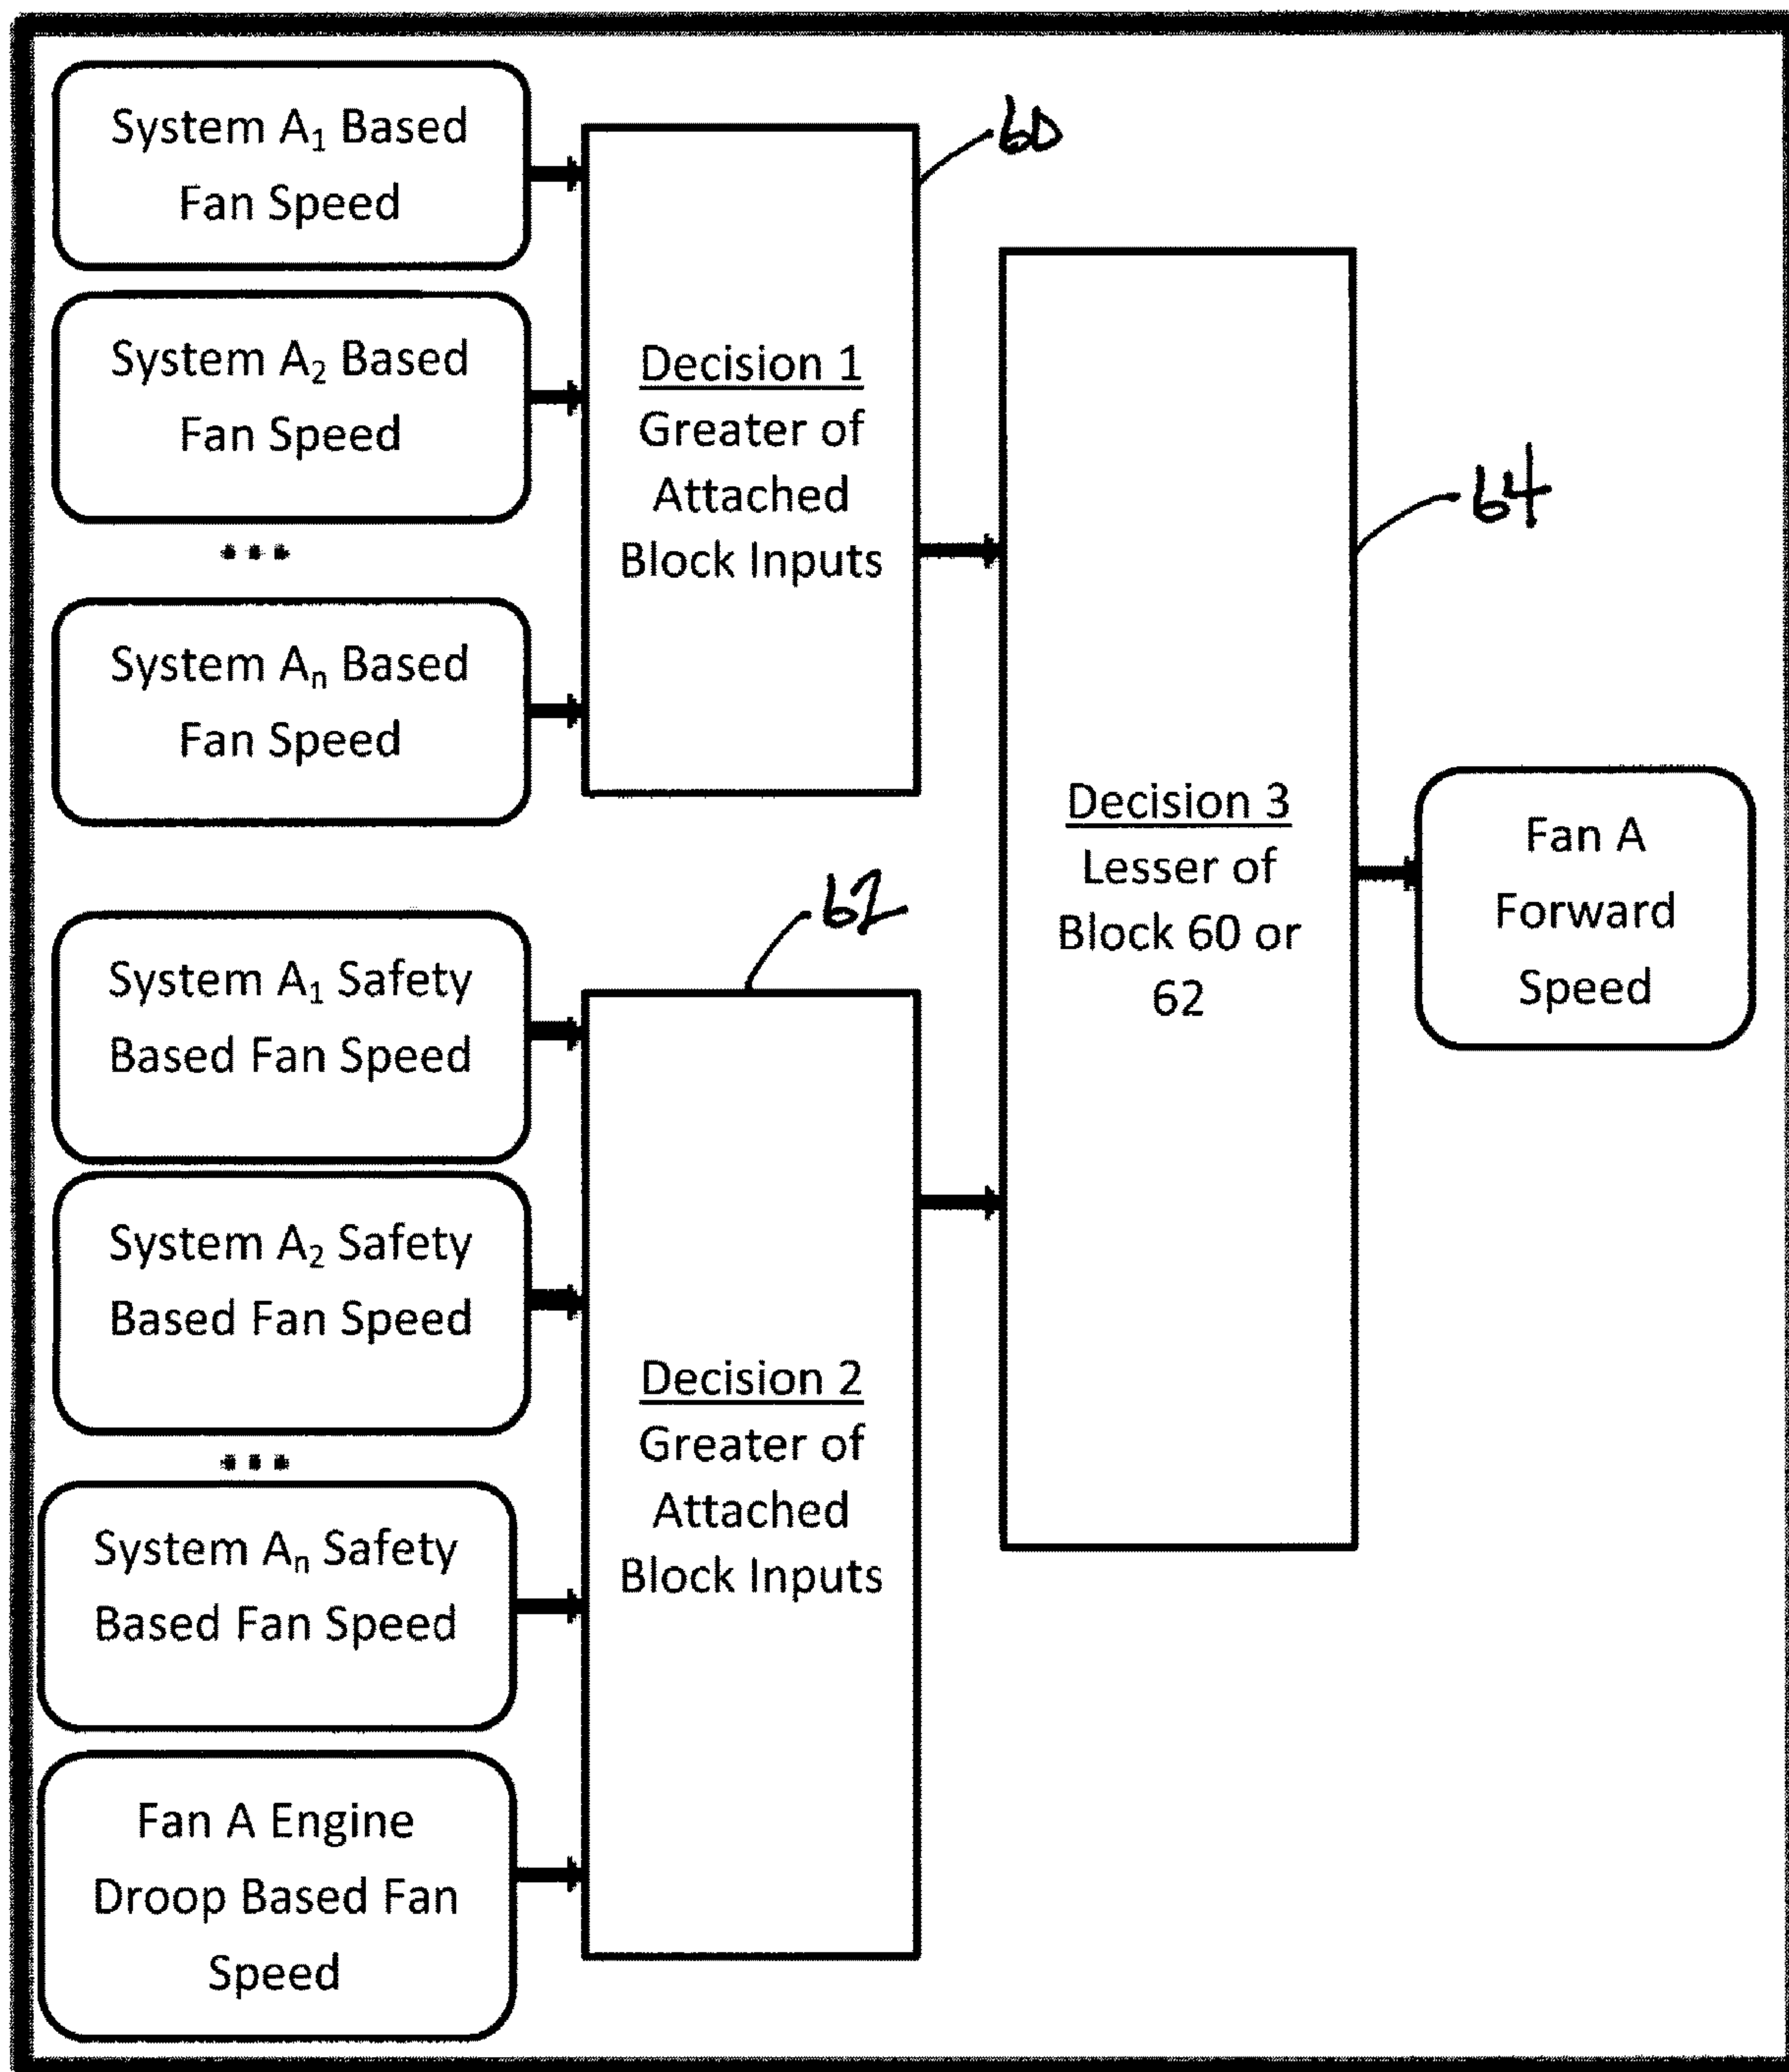 System A₁ Based
Fan Speed
System A₂ Based
Fan Speed
...
System Aₙ Based
Fan Speed
Decision 1
Greater of
Attached
Block Inputs
60
System A₁ Safety
Based Fan Speed
System A₂ Safety
Based Fan Speed
...
System Aₙ Safety
Based Fan Speed
Fan A Engine
Droop Based Fan
Speed
62
Decision 2
Greater of
Attached
Block Inputs
64
Decision 3
Lesser of
Block 60 or
62
Fan A
Forward
Speed